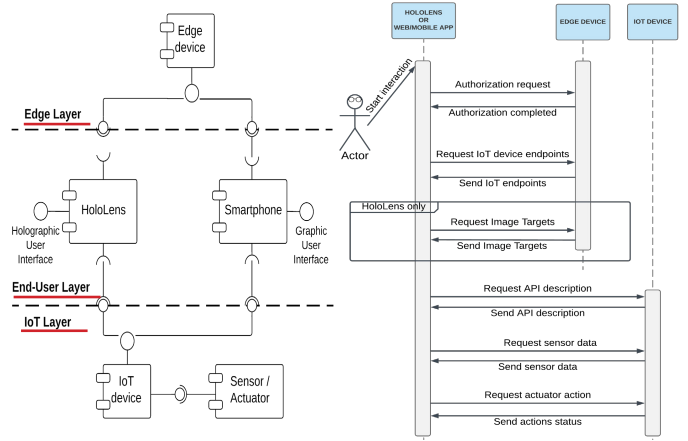 Edge
device
Edge Layer
HoloLens
Smartphone
Holographic
User
Interface
Graphic
User
Interface
End-User Layer
IoT Layer
IoT
device
Sensor /
Actuator
HOLOLENS
OR
WEB/MOBILE APP
EDGE DEVICE
IOT DEVICE
Start interaction
Actor
Authorization request
Authorization completed
Request IoT device endpoints
Send IoT endpoints
HoloLens only
Request Image Targets
Send Image Targets
Request API description
Send API description
Request sensor data
Send sensor data
Request actuator action
Send actions status